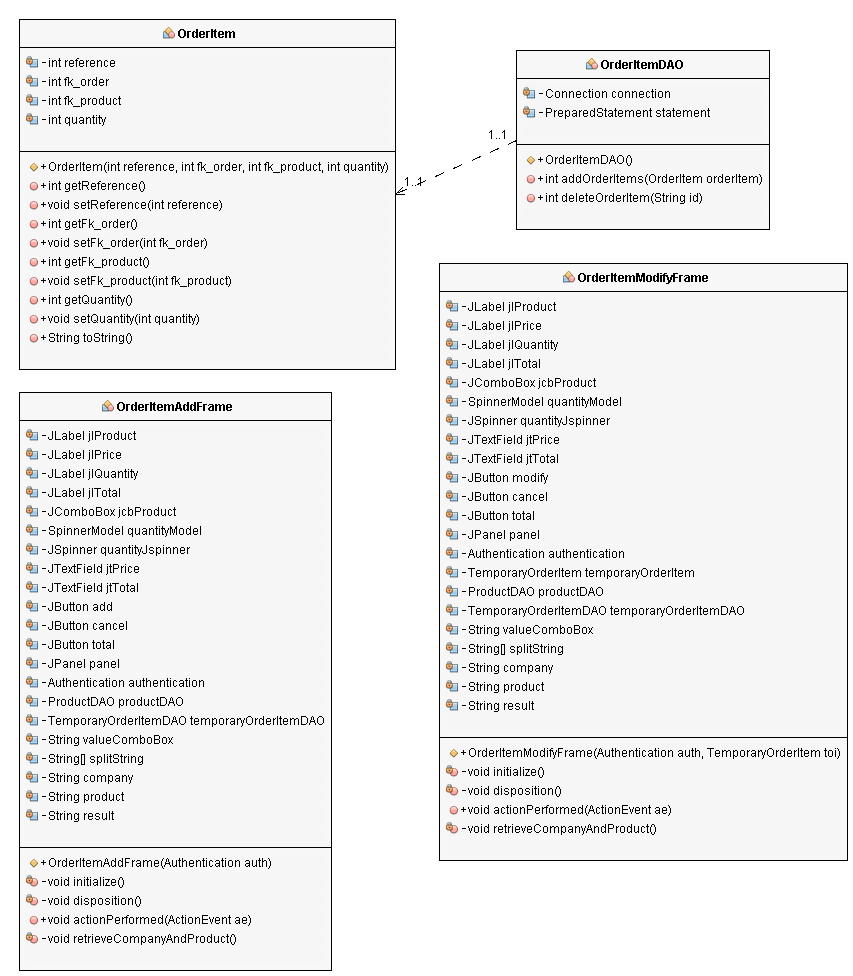 OrderItem
- int reference
- int fk_order
- int fk_product
- int quantity
+ OrderItem(int reference, int fk_order, int fk_product, int quantity)
+ int getReference()
+ void setReference(int reference)
+ int getFk_order()
+ void setFk_order(int fk_order)
+ int getFk_product()
+ void setFk_product(int fk_product)
+ int getQuantity()
+ void setQuantity(int quantity)
+ String toString()
1..1
1..1
OrderItemDAO
- Connection connection
- PreparedStatement statement
+ OrderItemDAO()
+ int addOrderItems(OrderItem orderItem)
+ int deleteOrderItem(String id)
OrderItemAddFrame
- JLabel jlProduct
- JLabel jlPrice
- JLabel jlQuantity
- JLabel jlTotal
- JComboBox jcbProduct
- SpinnerModel quantityModel
- JSpinner quantityJspinner
- JTextField jtPrice
- JTextField jtTotal
- JButton add
- JButton cancel
- JButton total
- JPanel panel
- Authentication authentication
- ProductDAO productDAO
- TemporaryOrderItemDAO temporaryOrderItemDAO
- String valueComboBox
- String[] splitString
- String company
- String product
- String result
+ OrderItemAddFrame(Authentication auth)
- void initialize()
- void disposition()
+ void actionPerformed(ActionEvent ae)
- void retrieveCompanyAndProduct()
OrderItemModifyFrame
- JLabel jlProduct
- JLabel jlPrice
- JLabel jlQuantity
- JLabel jlTotal
- JComboBox jcbProduct
- SpinnerModel quantityModel
- JSpinner quantityJspinner
- JTextField jtPrice
- JTextField jtTotal
- JButton modify
- JButton cancel
- JButton total
- JPanel panel
- Authentication authentication
- TemporaryOrderItem temporaryOrderItem
- ProductDAO productDAO
- TemporaryOrderItemDAO temporaryOrderItemDAO
- String valueComboBox
- String[] splitString
- String company
- String product
- String result
+ OrderItemModifyFrame(Authentication auth, TemporaryOrderItem toi)
- void initialize()
- void disposition()
+ void actionPerformed(ActionEvent ae)
- void retrieveCompanyAndProduct()